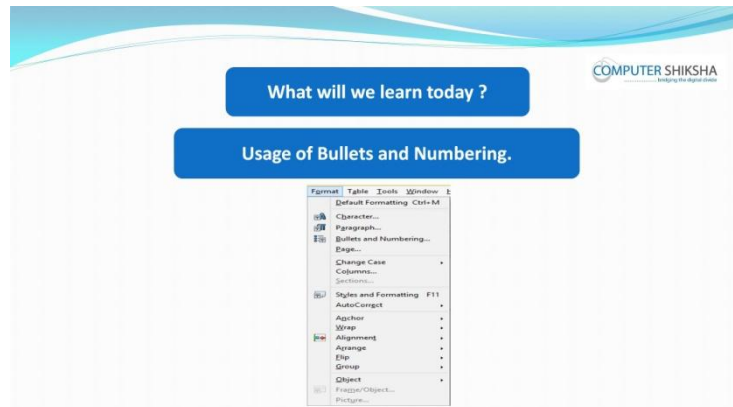 COMPUTER SHIKSHA
bridging the digital divide
What will we learn today ?
Usage of Bullets and Numbering.
Format Table Tools Window
Default Formatting Ctrl+M
Character...
Paragraph...
Bullets and Numbering...
Page...
Change Case
Columns...
Sections...
Styles and Formatting F11
AutoCorrect
Anchor
Wrap
Alignment
Arrange
Flip
Group
Object
Frame/Object...
Picture...